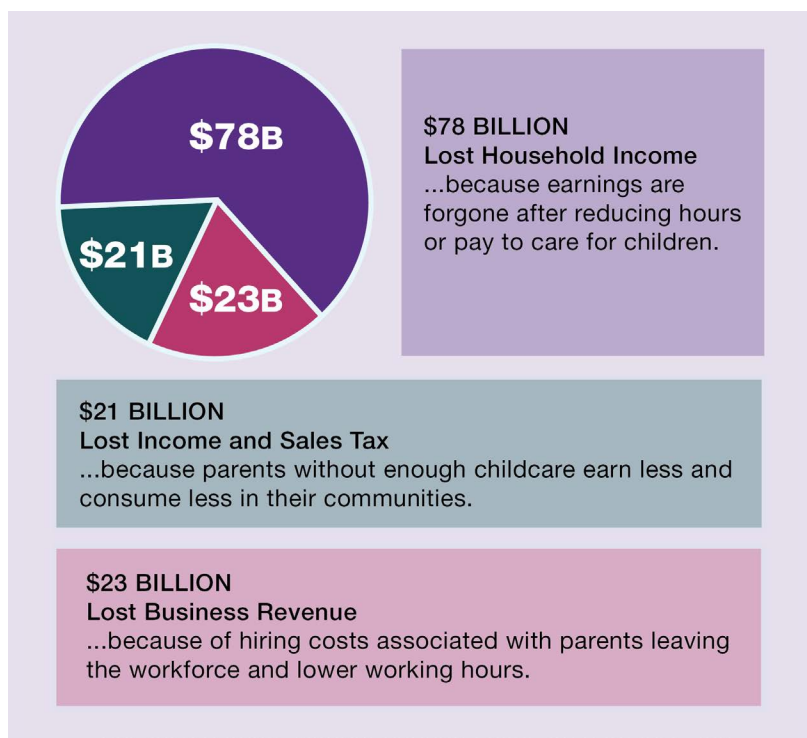 $78B
$21B
$23B
$78 BILLION
Lost Household Income
...because earnings are
forgone after reducing hours
or pay to care for children.
$21 BILLION
Lost Income and Sales Tax
...because parents without enough childcare earn less and
consume less in their communities.
$23 BILLION
Lost Business Revenue
...because of hiring costs associated with parents leaving
the workforce and lower working hours.